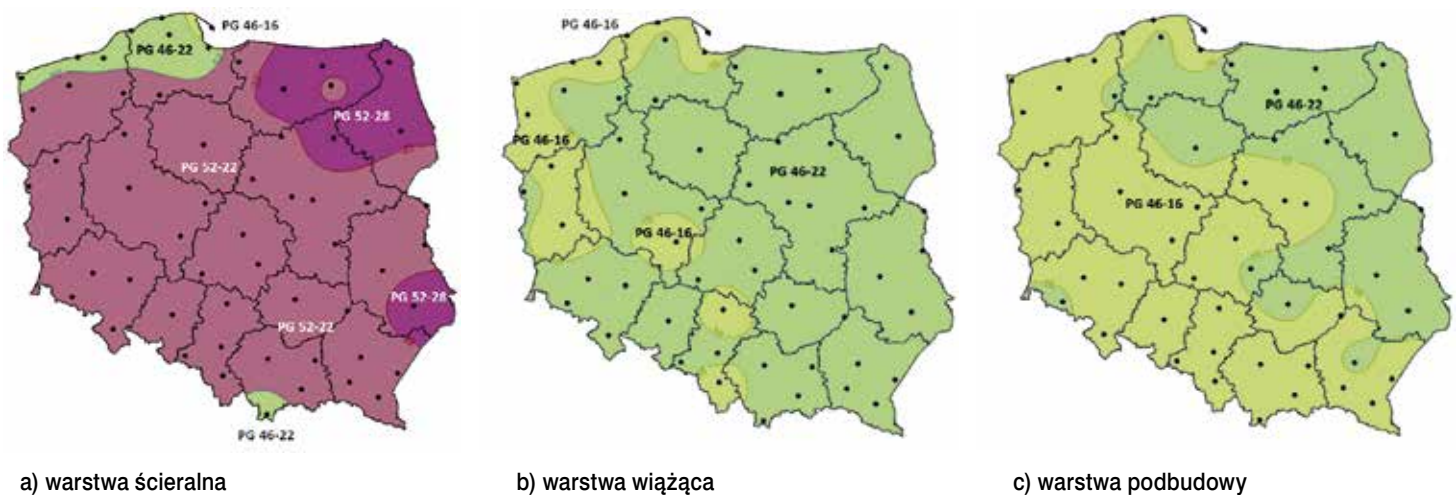 PG 46-16
PG 46-22
PG 52-28
PG 52-22
PG 52-28
PG 52-22
PG 46-22
a) warstwa ścieralna
PG 46-16
PG 46-16
PG 46-22
PG 46-16
b) warstwa wiążąca
PG 46-22
PG 46-16
c) warstwa podbudowy